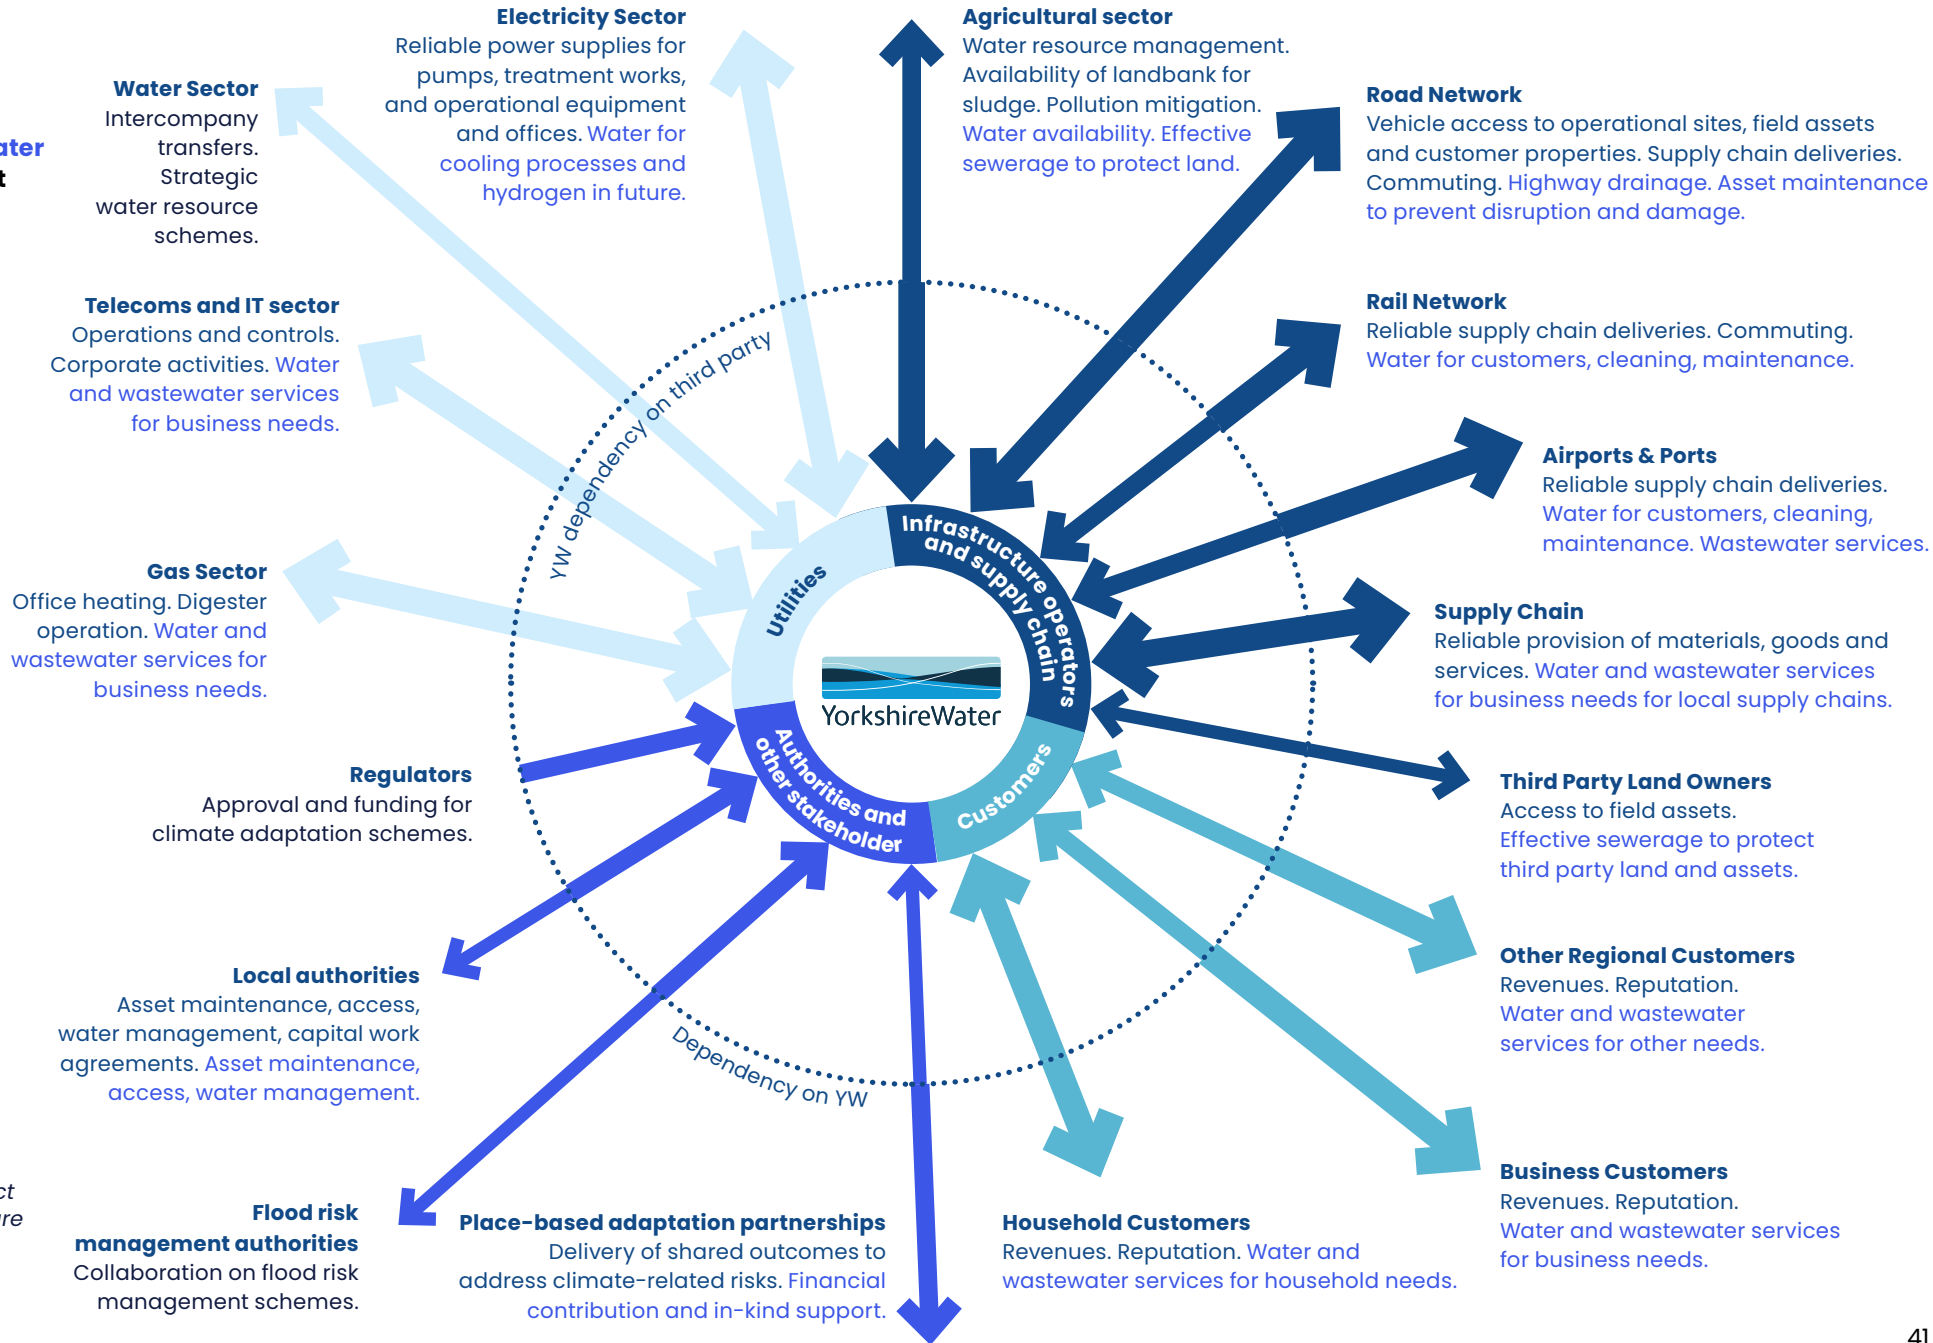 Electricity Sector
Reliable power supplies for
pumps, treatment works,
and operational equipment
and offices. Water for
cooling processes and
hydrogen in future.
Agricultural sector
Water resource management.
Availability of landbank for
sludge. Pollution mitigation.
Water availability. Effective
sewerage to protect land.
Water Sector
Intercompany
transfers.
Strategic
water resource
schemes.
Road Network
Vehicle access to operational sites, field assets
and customer properties. Supply chain deliveries.
Commuting. Highway drainage. Asset maintenance
to prevent disruption and damage.
Telecoms and IT sector
Operations and controls.
Corporate activities. Water
and wastewater services
for business needs.
Rail Network
Reliable supply chain deliveries. Commuting.
Water for customers, cleaning, maintenance.
YW dependency on third party
Airports & Ports
Reliable supply chain deliveries.
Water for customers, cleaning,
maintenance. Wastewater services.
Gas Sector
Office heating. Digester
operation. Water and
wastewater services for
business needs.
Utilities
Infrastructure operators
and supply chain
YorkshireWater
Authorities and
other stakeholder
Customers
Supply Chain
Reliable provision of materials, goods and
services. Water and wastewater services
for business needs for local supply chains.
Regulators
Approval and funding for
climate adaptation schemes.
Third Party Land Owners
Access to field assets.
Effective sewerage to protect
third party land and assets.
Local authorities
Asset maintenance, access,
water management, capital work
agreements. Asset maintenance,
access, water management.
Other Regional Customers
Revenues. Reputation.
Water and wastewater
services for other needs.
Dependency on YW
Flood risk
management authorities
Collaboration on flood risk
management schemes.
Place-based adaptation partnerships
Delivery of shared outcomes to
address climate-related risks. Financial
contribution and in-kind support.
Household Customers
Revenues. Reputation. Water and
wastewater services for household needs.
Business Customers
Revenues. Reputation.
Water and wastewater services
for business needs.
41